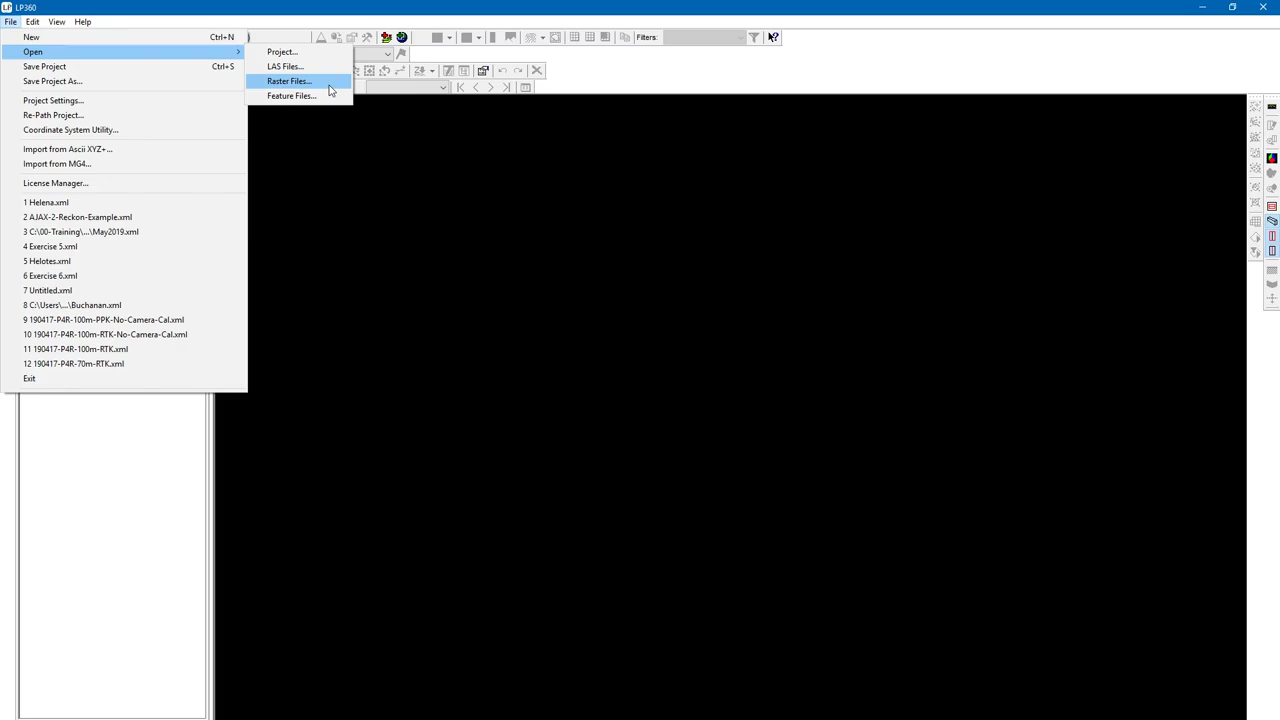 LP360
File Edit View Help
New Ctrl+N
Open
Save Project Ctrl+S
Save Project As...
Project Settings...
Re-Path Project...
Coordinate System Utility...
Import from Ascii XYZ+...
Import from MG4...
License Manager...
1 Helena.xml
2 AJAX-2-Reckon-Example.xml
3 C:\00-Training\...\May2019.xml
4 Exercise 5.xml
5 Helotes.xml
6 Exercise 6.xml
7 Untitled.xml
8 C:\Users\...\Buchanan.xml
9 190417-P4R-100m-PPK-No-Camera-Cal.xml
10 190417-P4R-100m-RTK-No-Camera-Cal.xml
11 190417-P4R-100m-RTK.xml
12 190417-P4R-70m-RTK.xml
Exit
Project...
LAS Files...
Raster Files...
Feature Files...
Filters: